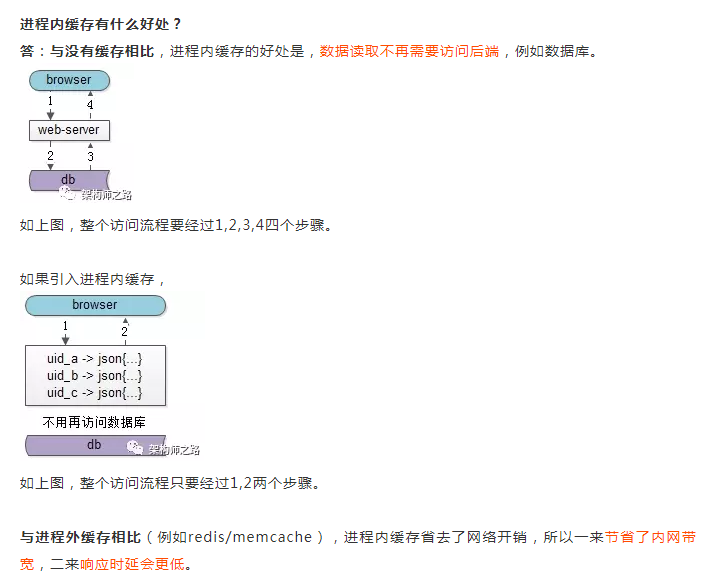 进程内缓存有什么好处？
答：与没有缓存相比，进程内缓存的好处是，数据读取不再需要访问后端，例如数据库。
browser
1 4
web-server
2 3
db
架构师之路
如上图，整个访问流程要经过1,2,3,4四个步骤。
如果引入进程内缓存，
browser
1 2
uid_a -> json{...}
uid_b -> json{...}
uid_c -> json{...}
不用再访问数据库
db
架构师之路
如上图，整个访问流程只要经过1,2两个步骤。
与进程外缓存相比（例如redis/memcache），进程内缓存省去了网络开销，所以一来节省了内网带
宽，二来响应时延会更低。